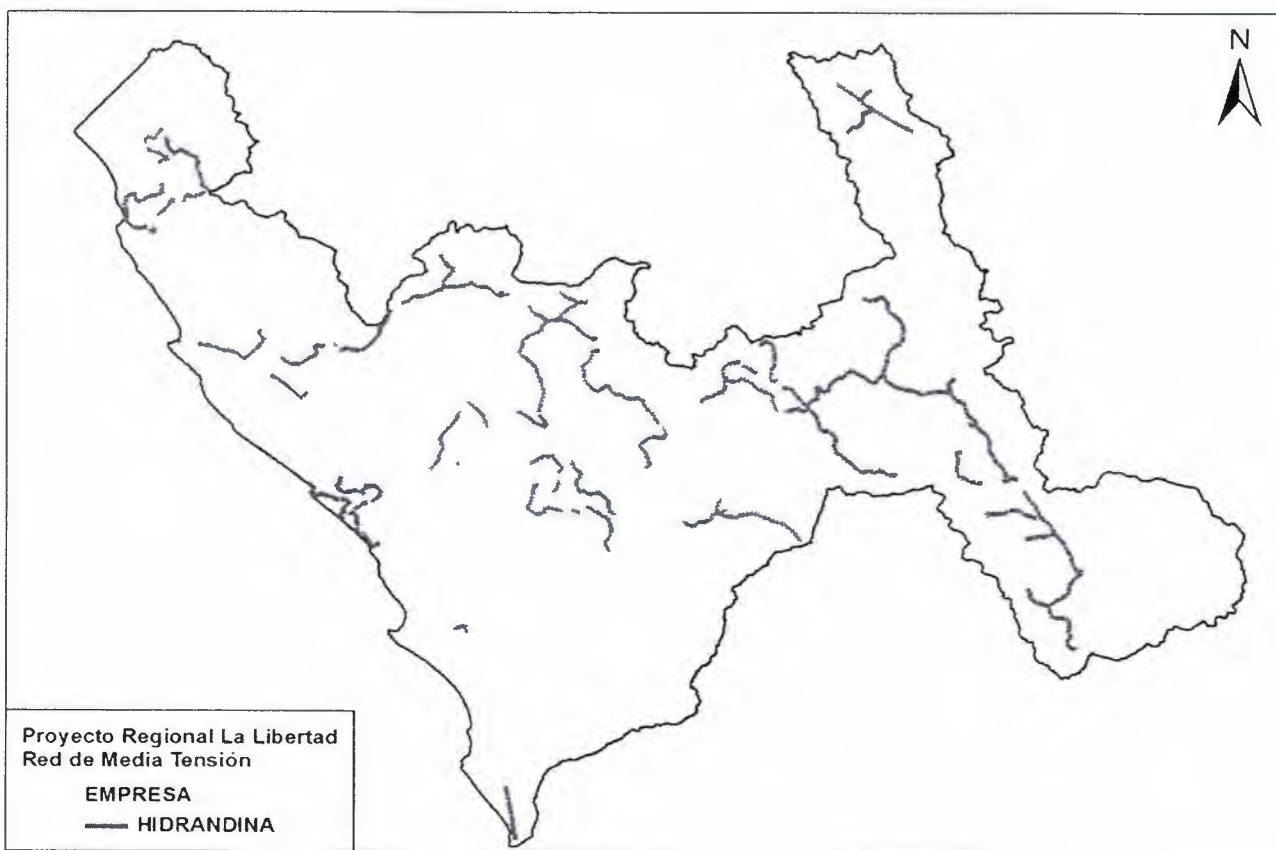 N
Proyecto Regional La Libertad
Red de Media Tensión
EMPRESA
HIDRANDINA